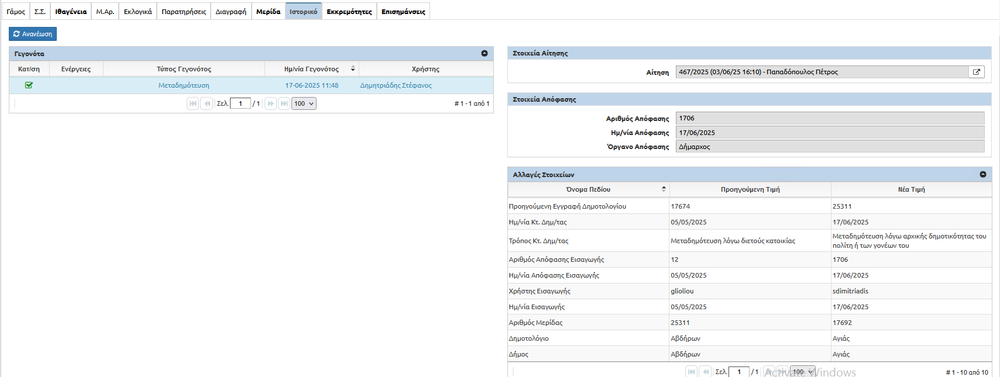 Γάμος Σ.Σ. Ιθαγένεια Μ.Αρ. Εκλογικά Παρατηρήσεις Διαγραφή Μερίδα Ιστορικό Εκκρεμότητες Επισημάνσεις
Ανανέωση
Γεγονότα
Κατ/ση Ενέργειες Τύπος Γεγονότος Ημ/νία Γεγονότος Χρήστης
Μεταδημότευση 17-06-2025 11:48 Δημητριάδης Στέφανος
Σελ. 1 / 1 100 # 1 - 1 από 1
Στοιχεία Αίτησης
Αίτηση 467/2025 (03/06/25 16:10) - Παπαδόπουλος Πέτρος
Στοιχεία Απόφασης
Αριθμός Απόφασης 1706
Ημ/νία Απόφασης 17/06/2025
Όργανο Απόφασης Δήμαρχος
Αλλαγές Στοιχείων
Όνομα Πεδίου Προηγούμενη Τιμή Νέα Τιμή
Προηγούμενη Εγγραφή Δημοτολογίου 17674 25311
Ημ/νία Κτ. Δημ/τας 05/05/2025 17/06/2025
Τρόπος Κτ. Δημ/τας Μεταδημότευση λόγω διετούς κατοικίας Μεταδημότευση λόγω αρχικής δημοτικότητας του
πολίτη ή των γονέων του
Αριθμός Απόφασης Εισαγωγής 12 1706
Ημ/νία Απόφασης Εισαγωγής 05/05/2025 17/06/2025
Χρήστης Εισαγωγής glioliou sdimitriadis
Ημ/νία Εισαγωγής 05/05/2025 17/06/2025
Αριθμός Μερίδας 25311 17692
Δημοτολόγιο Αβδήρων Αγιάς
Δήμος Αβδήρων Αγιάς
Σελ. 1 / 1 100 # 1 - 10 από 10
Activate Windows